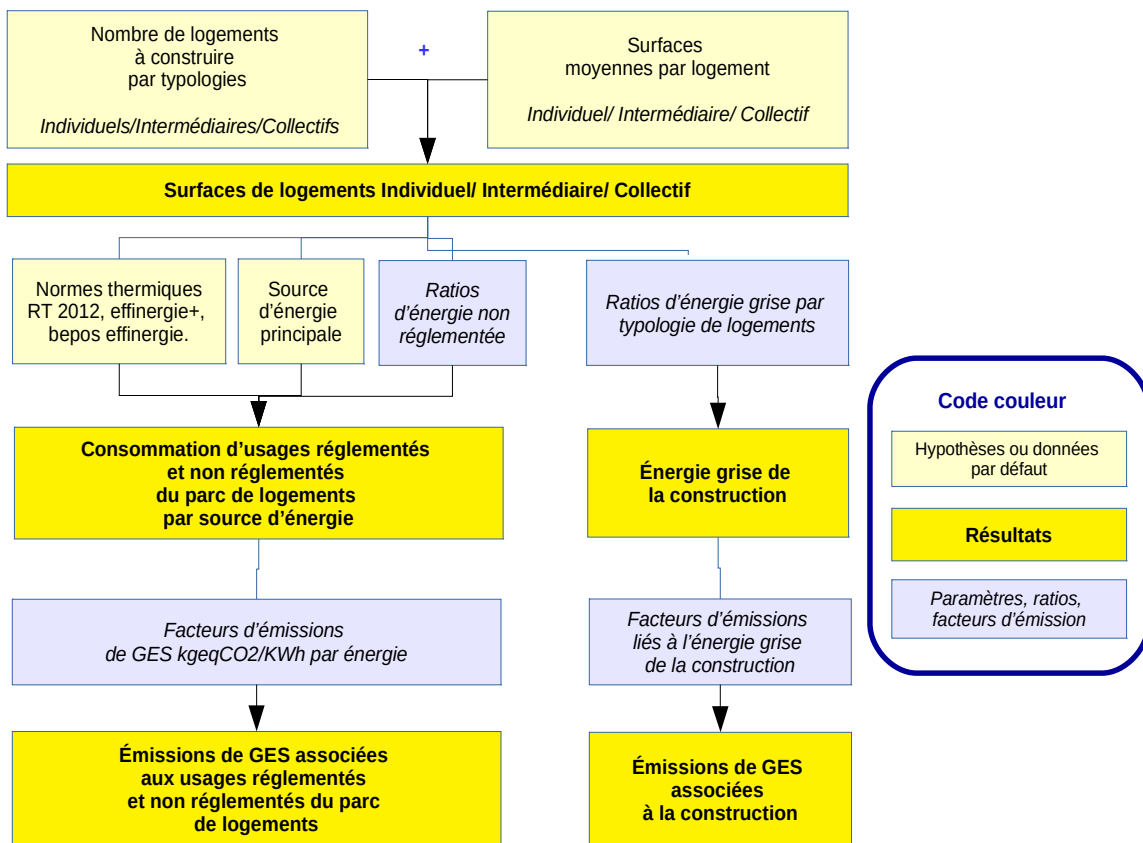 Nombre de logements
à construire
par typologies
Individuels/Intermédiaires/Collectifs
+
Surfaces
moyennes par logement
Individuel/ Intermédiaire/ Collectif
Surfaces de logements Individuel/ Intermédiaire/ Collectif
Normes thermiques
RT 2012, effinergie+,
bepos effinergie.
Source
d’énergie
principale
Ratios
d’énergie non
réglementée
Ratios d’énergie grise par
typologie de logements
Consommation d’usages réglementés
et non réglementés
du parc de logements
par source d’énergie
Énergie grise de
la construction
Facteurs d’émissions
de GES kgeqCO2/KWh par énergie
Facteurs d’émissions
liés à l’énergie grise
de la construction
Émissions de GES associées
aux usages réglementés
et non réglementés du parc
de logements
Émissions de GES
associées
à la construction
Code couleur
Hypothèses ou données
par défaut
Résultats
Paramètres, ratios,
facteurs d’émission